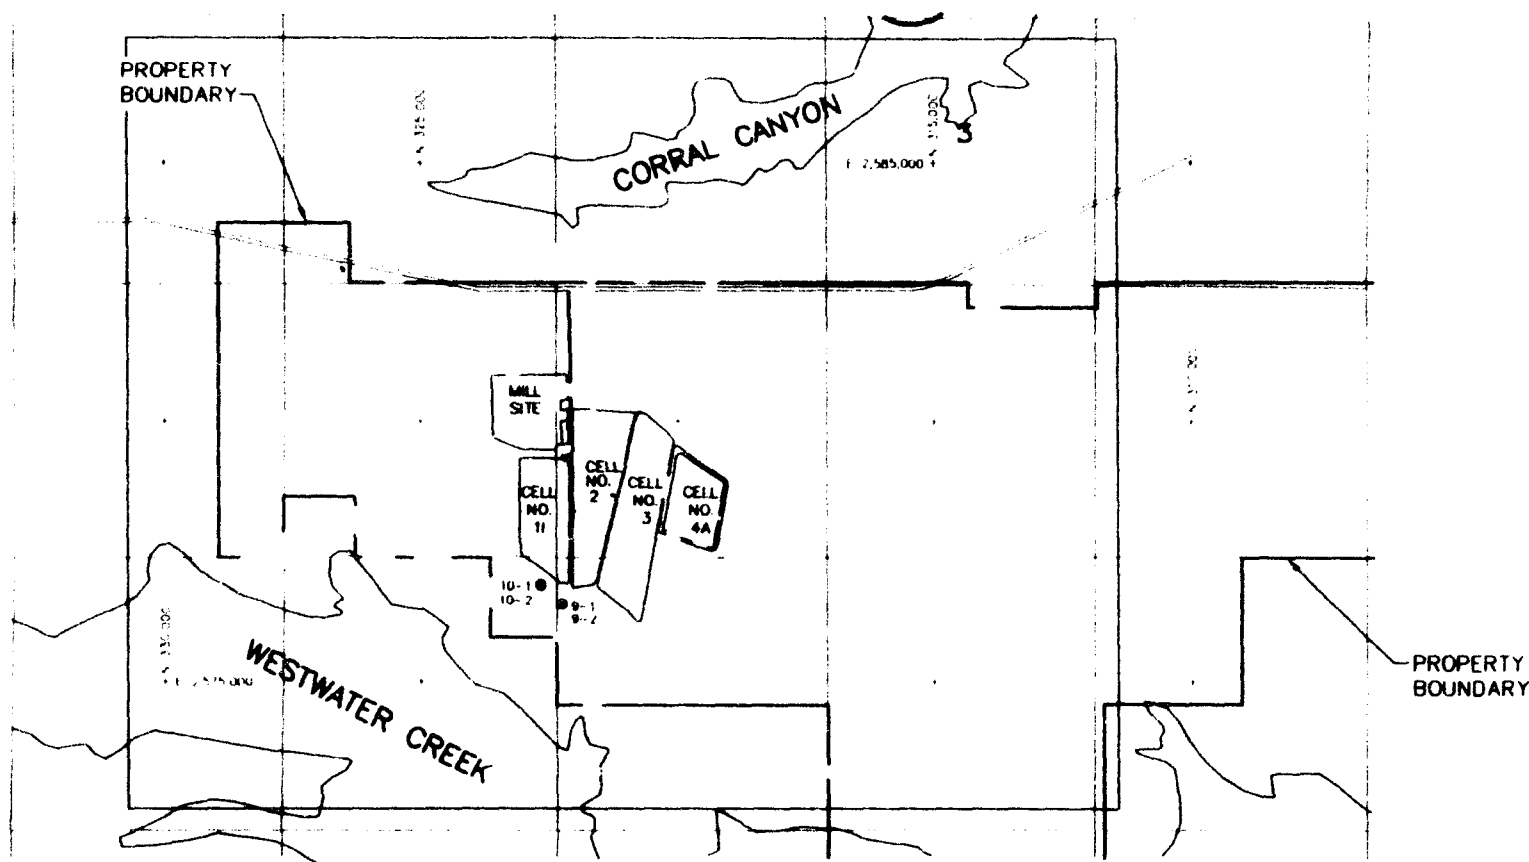 PROPERTY
BOUNDARY
CORRAL CANYON
3
E 2,585,000
MILL
SITE
CELL
NO.
2
CELL
NO.
3
CELL
NO.
4A
CELL
NO.
1I
10-1
10-2
9-1
9-2
WESTWATER CREEK
PROPERTY
BOUNDARY